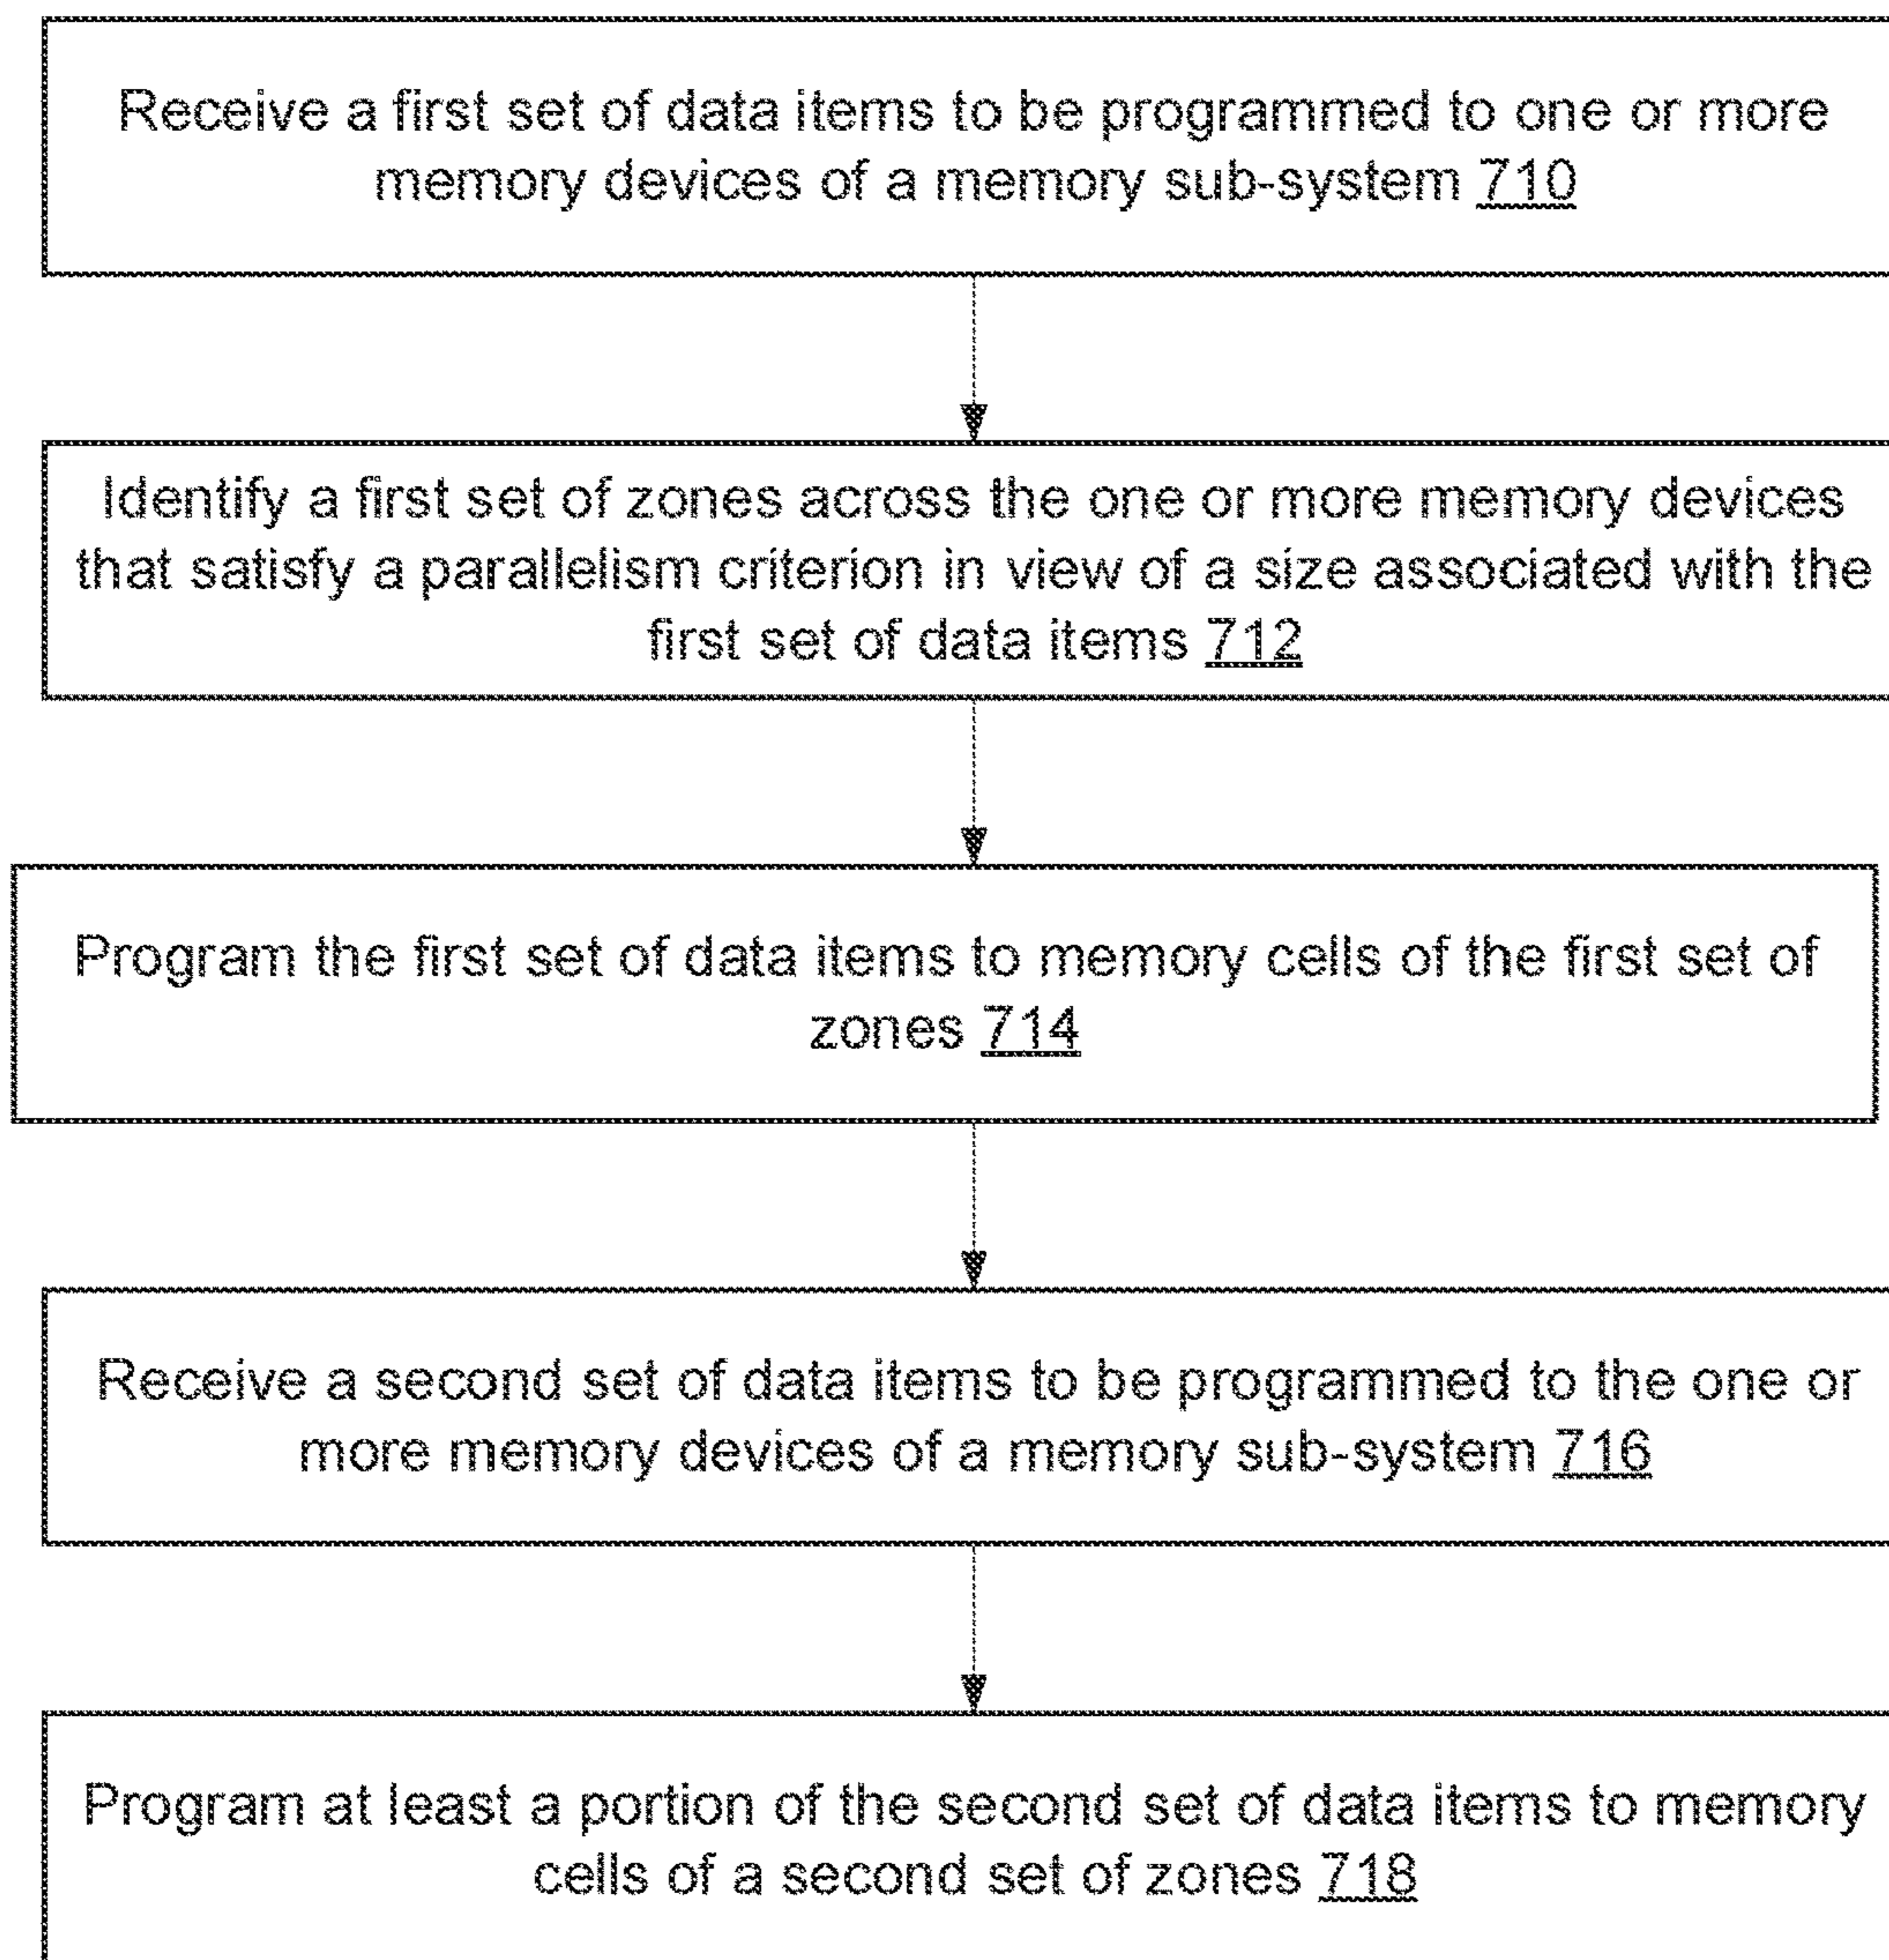 Receive a first set of data items to be programmed to one or more
memory devices of a memory sub-system 710
Identify a first set of zones across the one or more memory devices
that satisfy a parallelism criterion in view of a size associated with the
first set of data items 712
Program the first set of data items to memory cells of the first set of
zones 714
Receive a second set of data items to be programmed to the one or
more memory devices of a memory sub-system 716
Program at least a portion of the second set of data items to memory
cells of a second set of zones 718